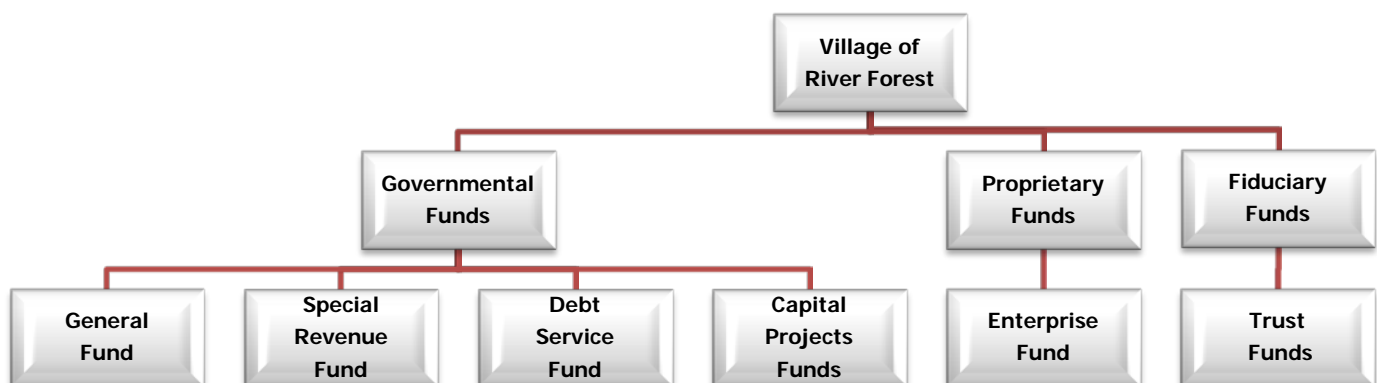 Village of
River Forest
Governmental
Funds
Proprietary
Funds
Fiduciary
Funds
General
Fund
Special
Revenue
Fund
Debt
Service
Fund
Capital
Projects
Funds
Enterprise
Fund
Trust
Funds